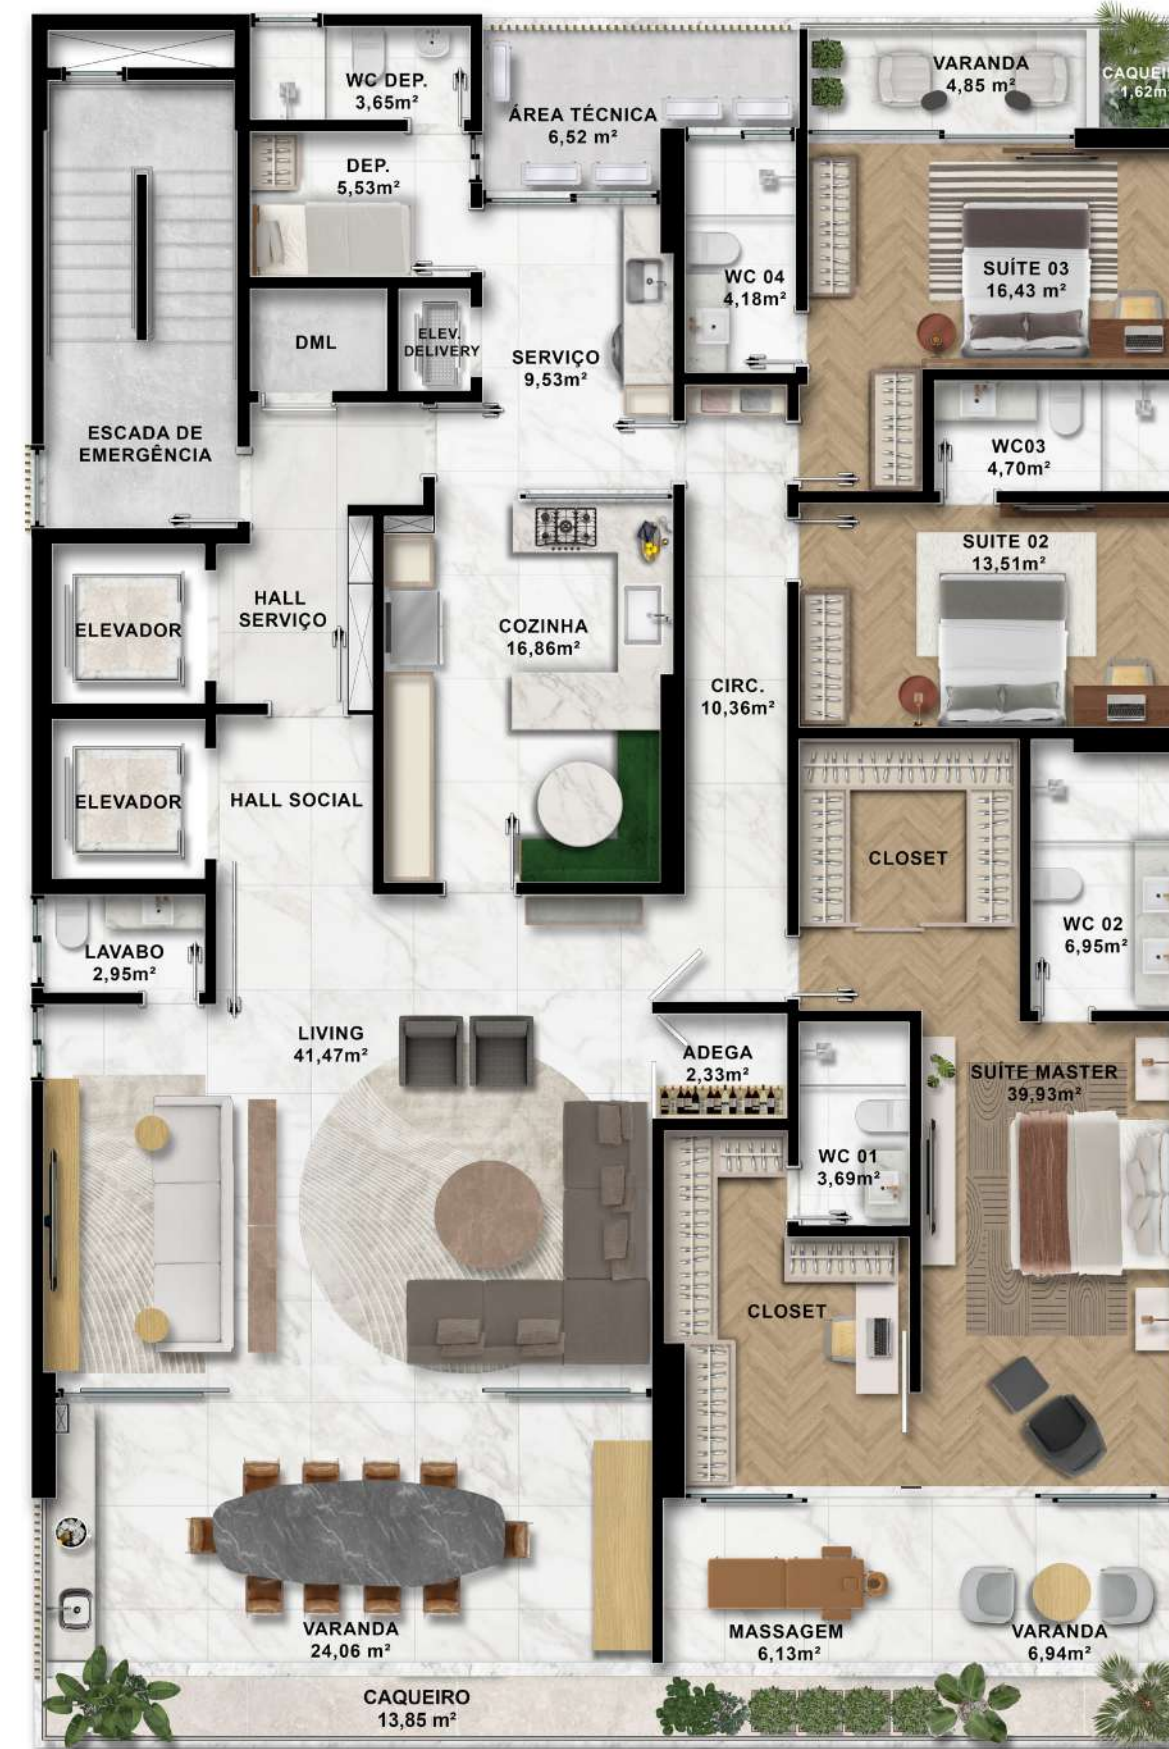 WC DEP.
3,65m²
ÁREA TÉCNICA
6,52 m²
VARANDA
4,85 m²
1,62m
DEP.
5,53m²
WC 04
4,18m²
SUÍTE 03
16,43 m²
DML
ELEV.
DELIVERY
SERVIÇO
9,53m²
ESCADA DE
EMERGÊNCIA
WC03
4,70m²
SUITE 02
13,51m²
HALL
SERVIÇO
ELEVADOR
COZINHA
16,86m²
CIRC.
10,36m²
ELEVADOR
HALL SOCIAL
CLOSET
LAVABO
2,95m²
WC 02
6,95m²
LIVING
41,47m²
ADEGA
2,33m²
SUÍTE MASTER
39,93m²
WC 01
3,69m²
CLOSET
VARANDA
24,06 m²
MASSAGEM
6,13m²
VARANDA
6,94m²
CAQUEIRO
13,85 m²